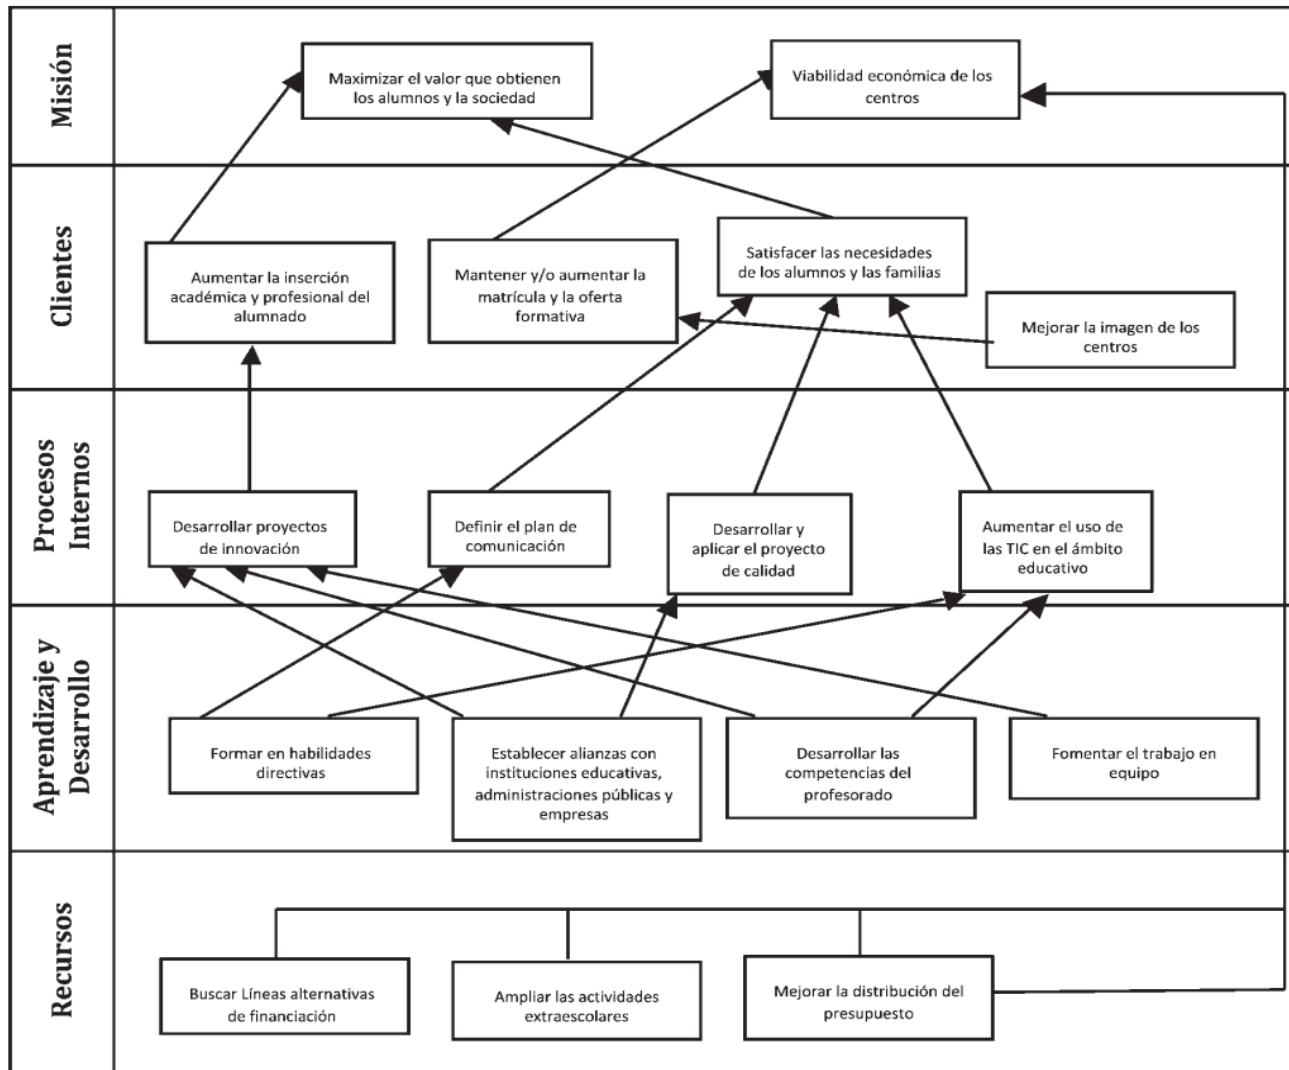 Misión
Maximizar el valor que obtienen
los alumnos y la sociedad
Viabilidad económica de los
centros
Clientes
Aumentar la inserción
académica y profesional del
alumnado
Mantener y/o aumentar la
matrícula y la oferta
formativa
Satisfacer las necesidades
de los alumnos y las familias
Mejorar la imagen de los
centros
Procesos
Internos
Desarrollar proyectos
de innovación
Definir el plan de
comunicación
Desarrollar y
aplicar el proyecto
de calidad
Aumentar el uso de
las TIC en el ámbito
educativo
Aprendizaje y
Desarrollo
Formar en habilidades
directivas
Establecer alianzas con
instituciones educativas,
administraciones públicas y
empresas
Desarrollar las
competencias del
profesorado
Fomentar el trabajo en
equipo
Recursos
Buscar Líneas alternativas
de financiación
Ampliar las actividades
extraescolares
Mejorar la distribución del
presupuesto